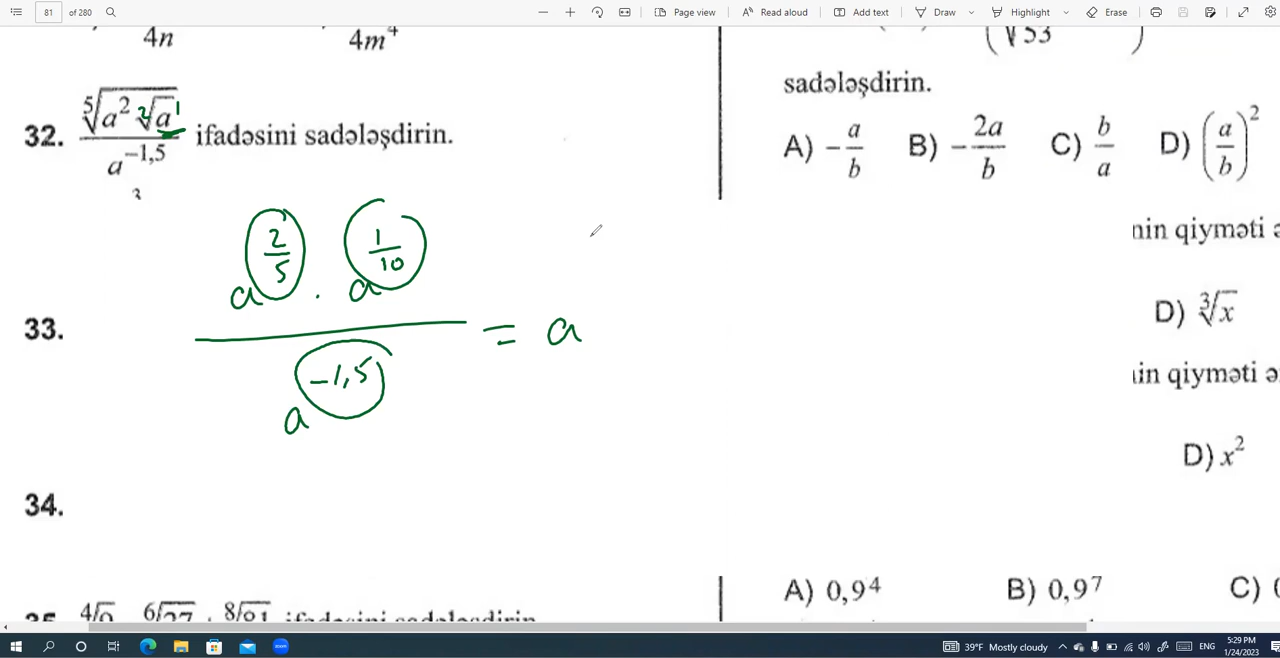 81 of 280
Page view
Read aloud
Add text
Draw
Highlight
Erase
4n
4m⁴
32. ⁵√(a² ²√a¹) / a^(−1,5) ifadəsini sadələşdirin.
a^(2/5) · a^(1/10) / a^(−1,5) = a
33.
34.
sadələşdirin.
A) −a/b B) −2a/b C) b/a D) (a/b)²
nin qiyməti
D) ³√x
in qiyməti
D) x²
A) 0,9⁴ B) 0,9⁷ C)
39°F Mostly cloudy
ENG
5:29 PM
1/24/2023